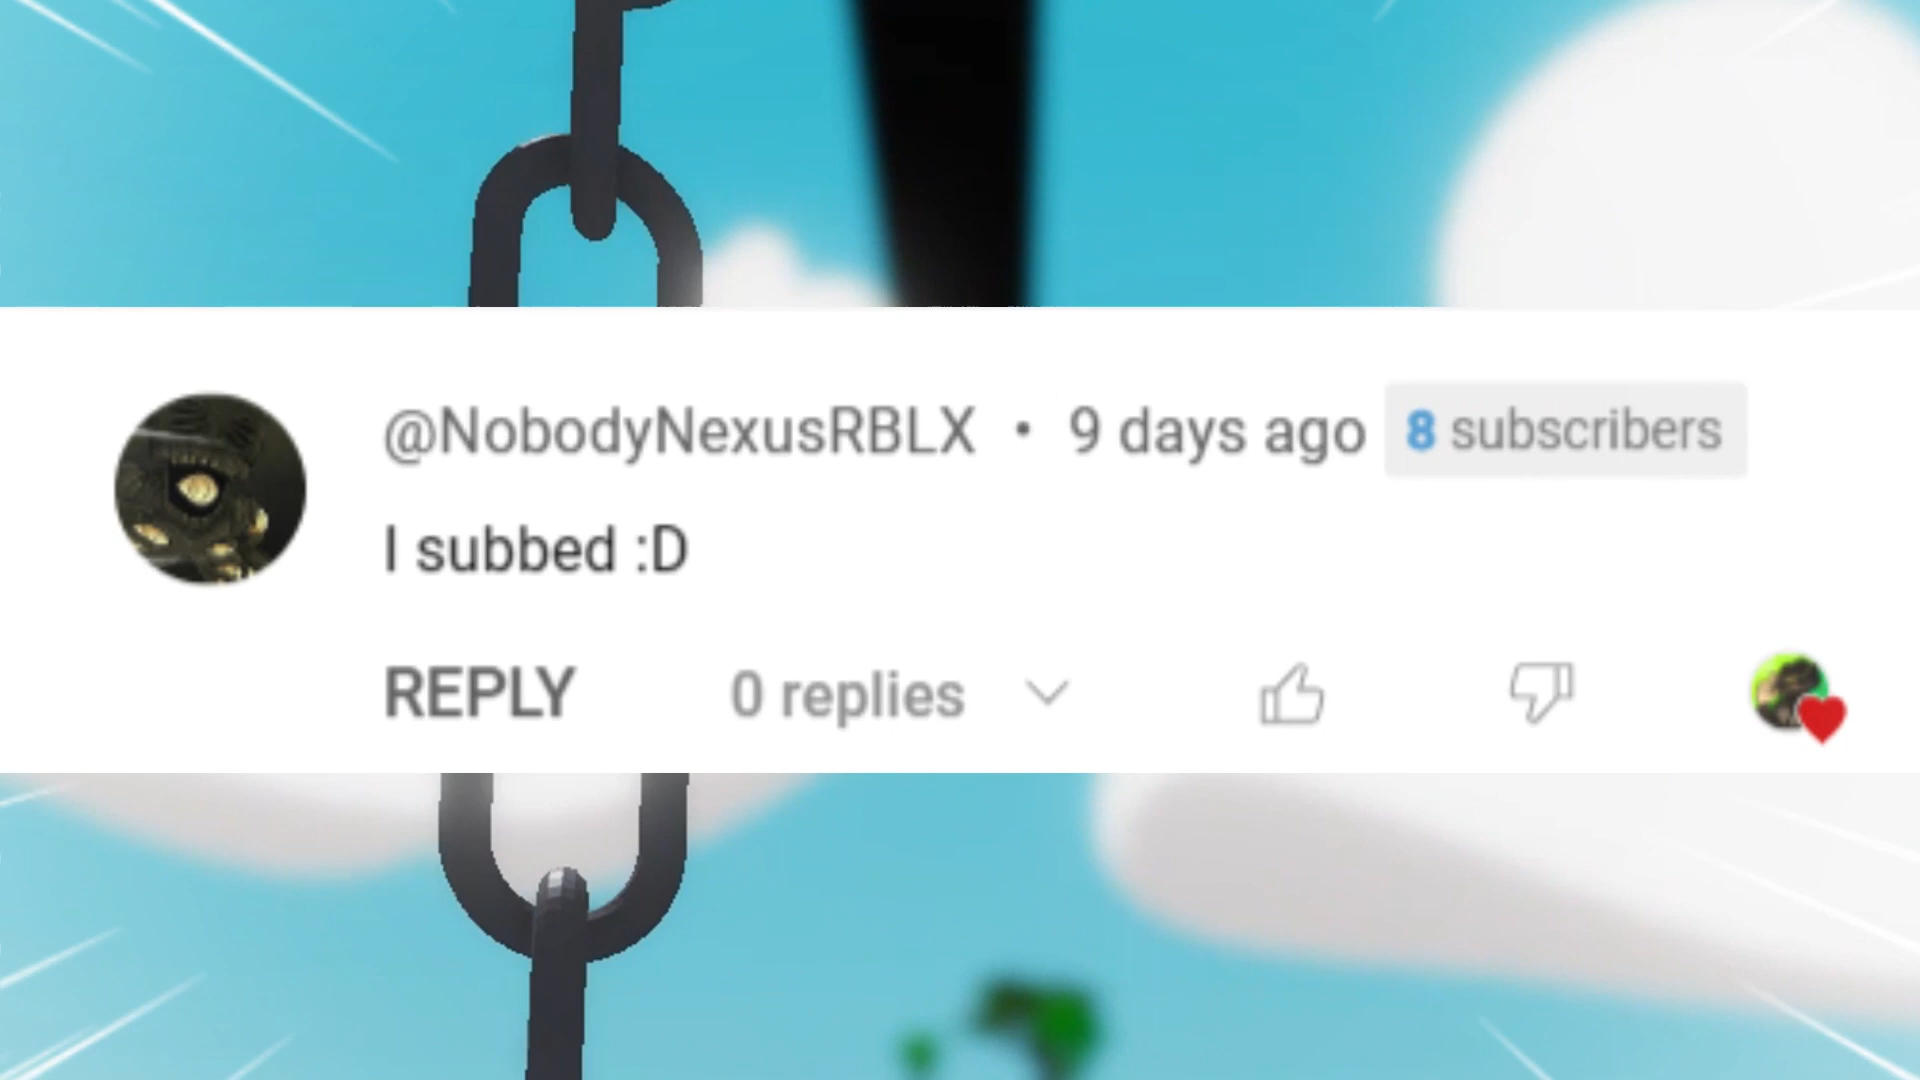 @NobodyNexusRBLX • 9 days ago 8 subscribers
I subbed :D
REPLY 0 replies